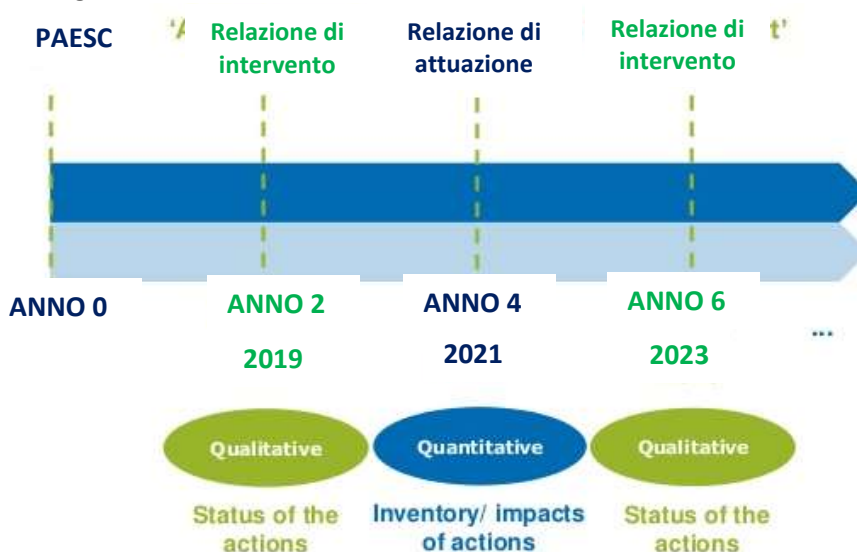 PAESC
Relazione di
intervento
Relazione di
attuazione
Relazione di
intervento
t’
ANNO 0
ANNO 2
ANNO 4
ANNO 6
2019
2021
2023
...
Qualitative
Quantitative
Qualitative
Status of the
actions
Inventory/ impacts
of actions
Status of the
actions